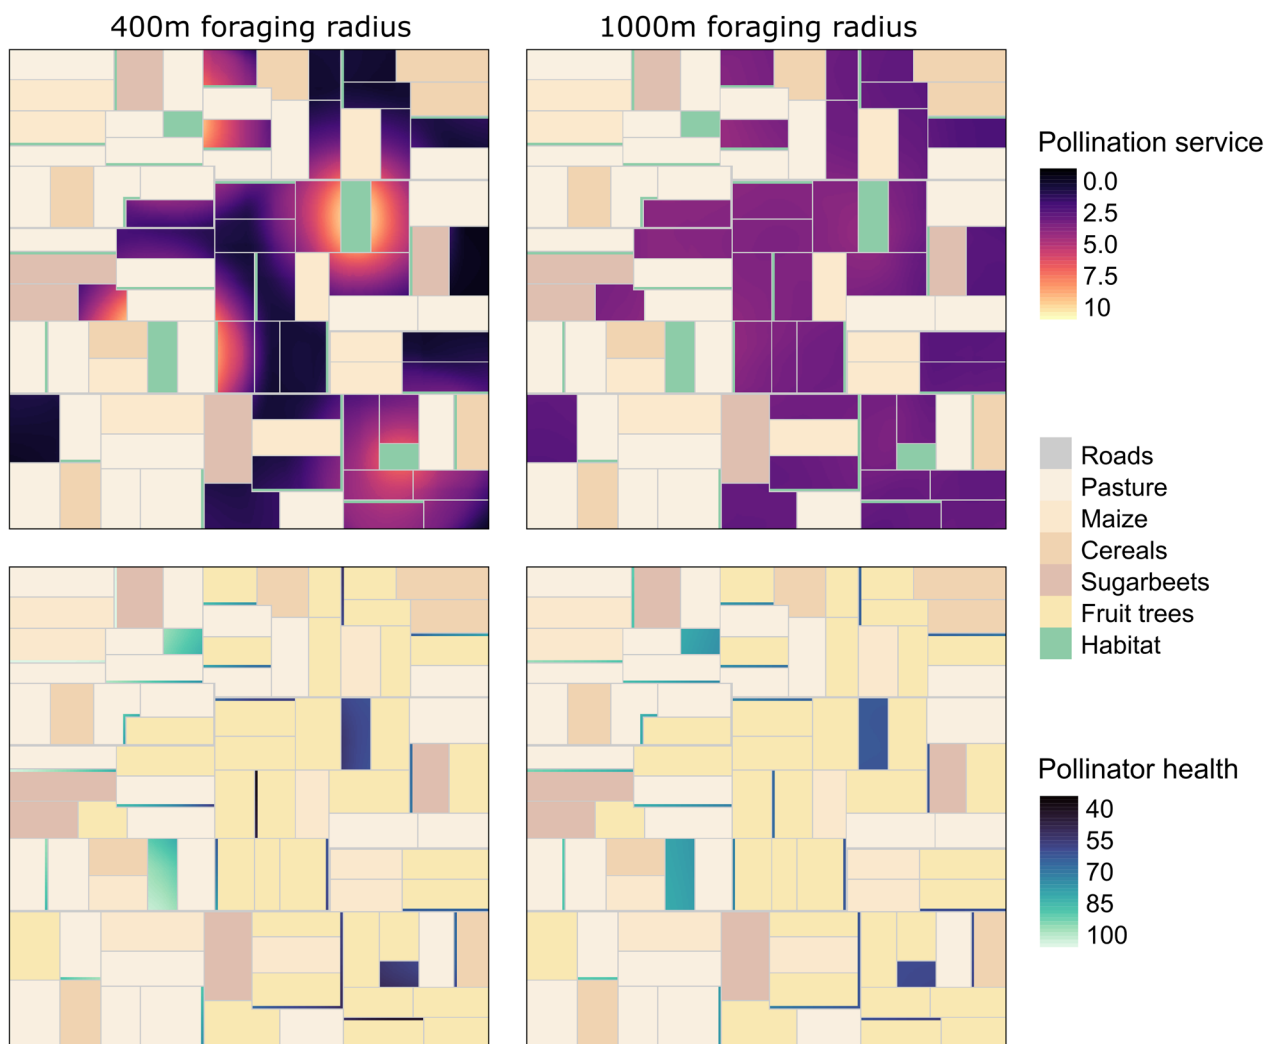 400m foraging radius
1000m foraging radius
Pollination service
0.0
2.5
5.0
7.5
10
Roads
Pasture
Maize
Cereals
Sugarbeets
Fruit trees
Habitat
Pollinator health
40
55
70
85
100